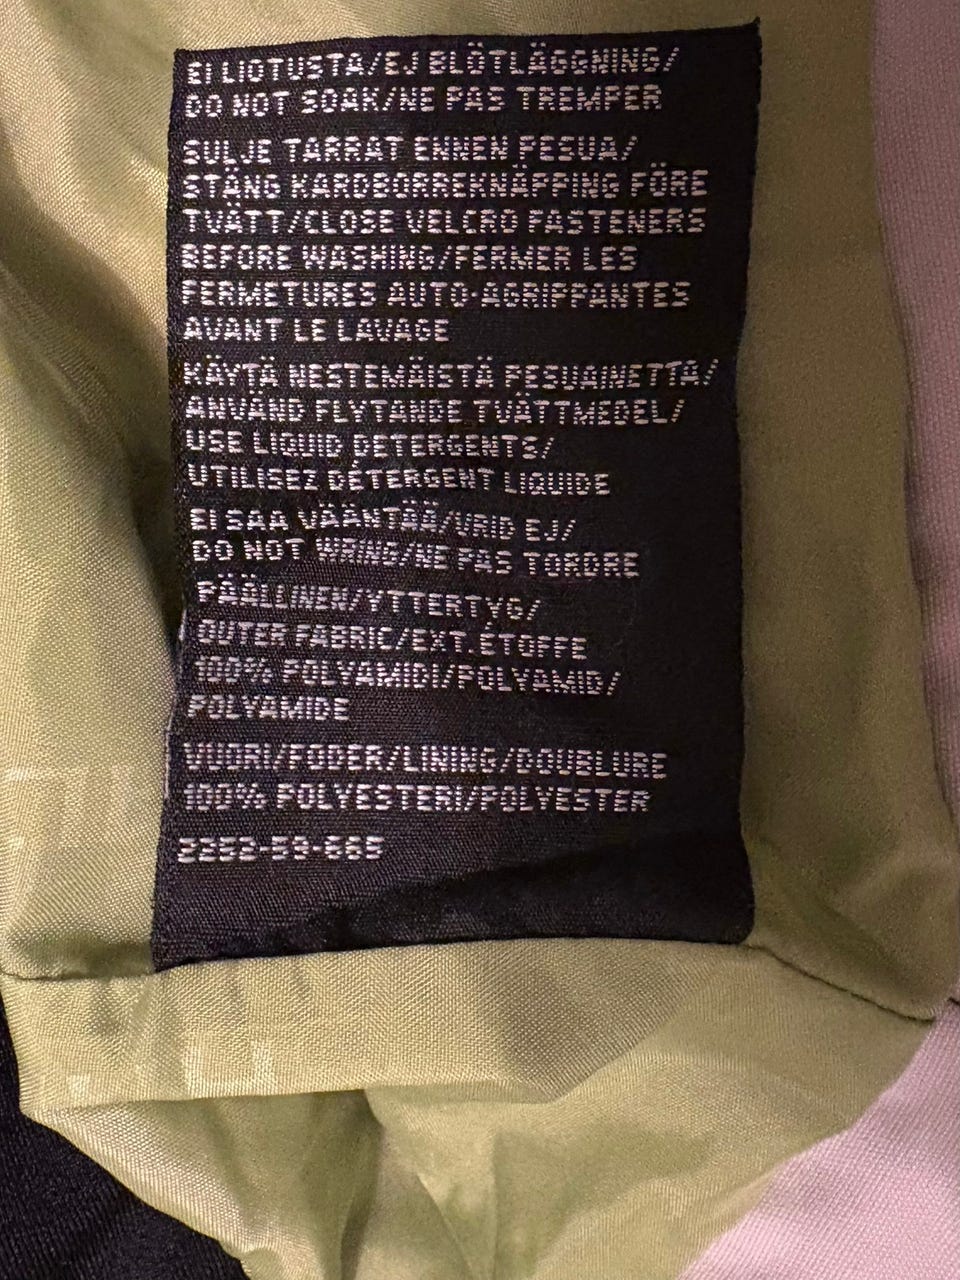 EI LIOTUSTA/EJ BLÖTLÄGGNING/
DO NOT SOAK/NE PAS TREMPER
SULJE TARRAT ENNEN PESUA/
STÄNG KARDBORREKNÄPPING FÖRE
TVÄTT/CLOSE VELCRO FASTENERS
BEFORE WASHING/FERMER LES
FERMETURES AUTO-AGRIPPANTES
AVANT LE LAVAGE
KÄYTÄ NESTEMÄISTÄ PESUAINETTA/
ANVÄND FLYTANDE TVÄTTMEDEL/
USE LIQUID DETERGENTS/
UTILISEZ DÉTERGENT LIQUIDE
EI SAA VÄÄNTÄÄ/VRID EJ/
DO NOT WRING/NE PAS TORDRE
PÄÄLLINEN/YTTERTYG/
OUTER FABRIC/EXT.ÉTOFFE
100% POLYAMIDI/POLYAMID/
POLYAMIDE
VUORI/FODER/LINING/DOUBLURE
100% POLYESTERI/POLYESTER
2253-59-665